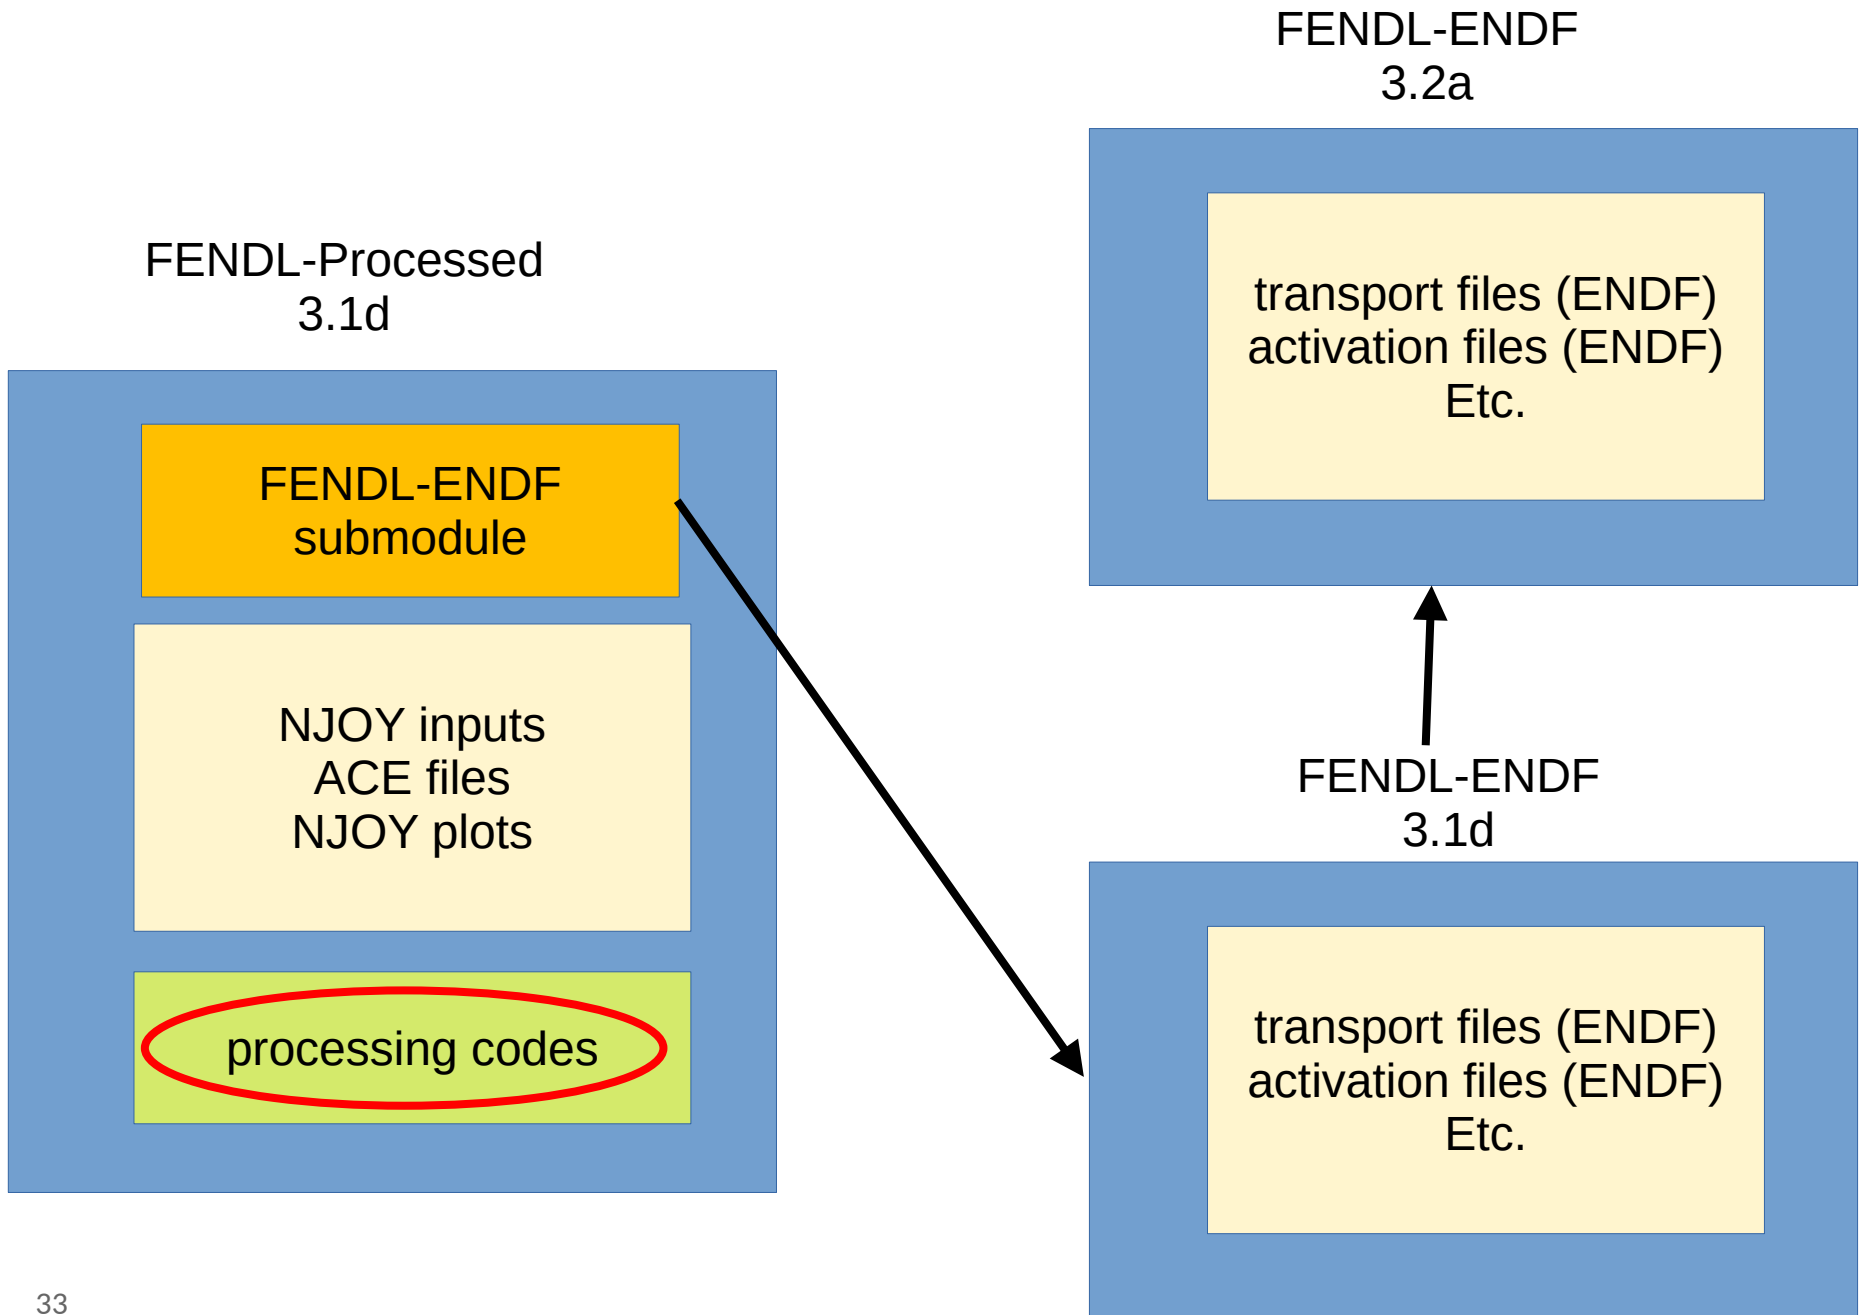 FENDL-Processed
3.1d
FENDL-ENDF
submodule
NJOY inputs
ACE files
NJOY plots
processing codes
FENDL-ENDF
3.2a
transport files (ENDF)
activation files (ENDF)
Etc.
FENDL-ENDF
3.1d
transport files (ENDF)
activation files (ENDF)
Etc.
33